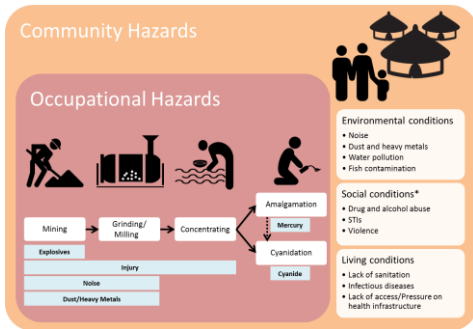 Community Hazards
Occupational Hazards
Mining
Grinding/
Milling
Concentrating
Amalgamation
Mercury
Cyanidation
Cyanide
Explosives
Injury
Noise
Dust/Heavy Metals
Environmental conditions
• Noise
• Dust and heavy metals
• Water pollution
• Fish contamination
Social conditions*
• Drug and alcohol abuse
• STIs
• Violence
Living conditions
• Lack of sanitation
• Infectious diseases
• Lack of access/Pressure on
health infrastructure